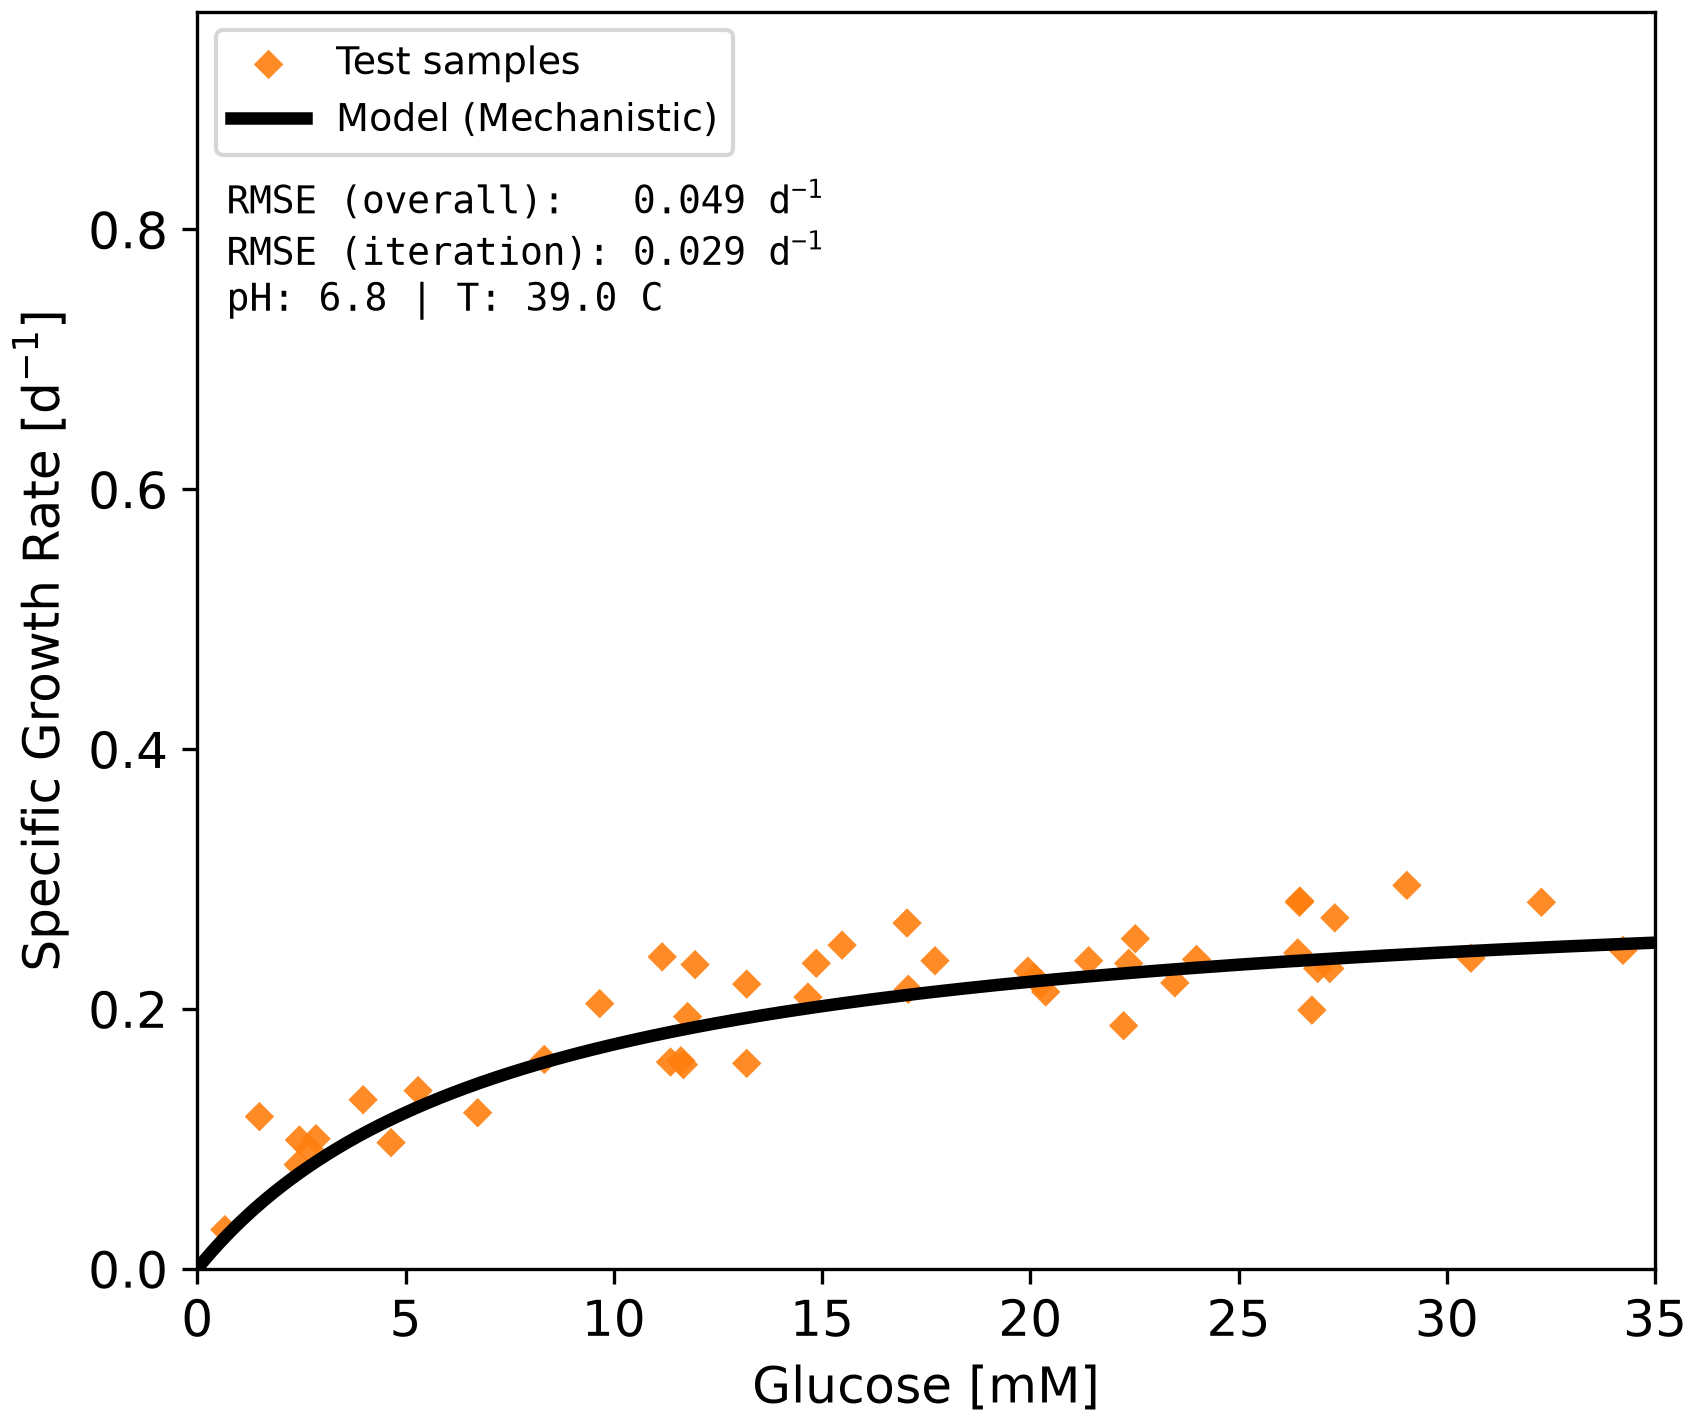 Test samples
Model (Mechanistic)
RMSE (overall):   0.049 d⁻¹
RMSE (iteration): 0.029 d⁻¹
pH: 6.8 | T: 39.0 C
Specific Growth Rate [d⁻¹]
0.8
0.6
0.4
0.2
0.0
0 5 10 15 20 25 30 35
Glucose [mM]